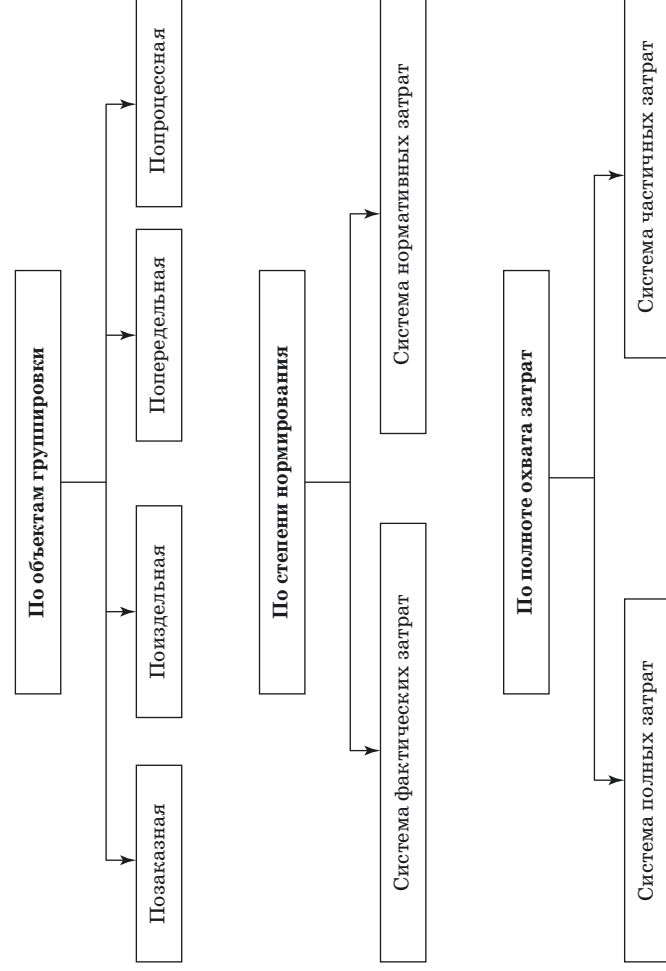 По объектам группировки
Позаказная
Поиздельная
Попередельная
Попроцессная
По степени нормирования
Система фактических затрат
Система нормативных затрат
По полноте охвата затрат
Система полных затрат
Система частичных затрат